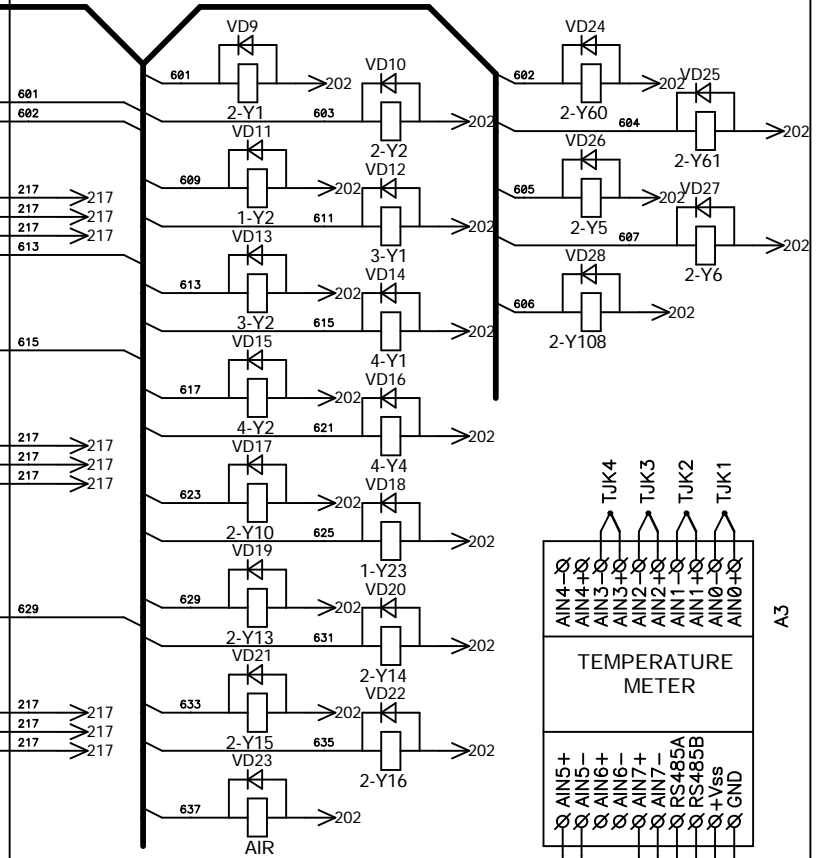 VD9
601
202
2-Y1
VD10
603
202
2-Y2
VD11
609
202
1-Y2
VD12
611
202
3-Y1
VD13
613
202
3-Y2
VD14
615
202
4-Y1
VD15
617
202
4-Y2
VD16
621
202
4-Y4
VD17
623
202
2-Y10
VD18
625
202
1-Y23
VD19
629
202
2-Y13
VD20
631
202
2-Y14
VD21
633
202
2-Y15
VD22
635
202
2-Y16
VD23
637
202
AIR
601
602
217 217
217 217
217 217
613
615
217 217
217 217
217 217
629
217 217
217 217
217 217
VD24
602
202
2-Y60
VD25
604
202
2-Y61
VD26
605
202
2-Y5
VD27
607
202
2-Y6
VD28
606
202
2-Y108
TJK4
TJK3
TJK2
TJK1
AIN4-
AIN4+
AIN3-
AIN3+
AIN2-
AIN2+
AIN1-
AIN1+
AIN0-
AIN0+
A3
TEMPERATURE
METER
AIN5+
AIN5-
AIN6+
AIN6-
AIN7+
AIN7-
RS485A
RS485B
+Vss
GND